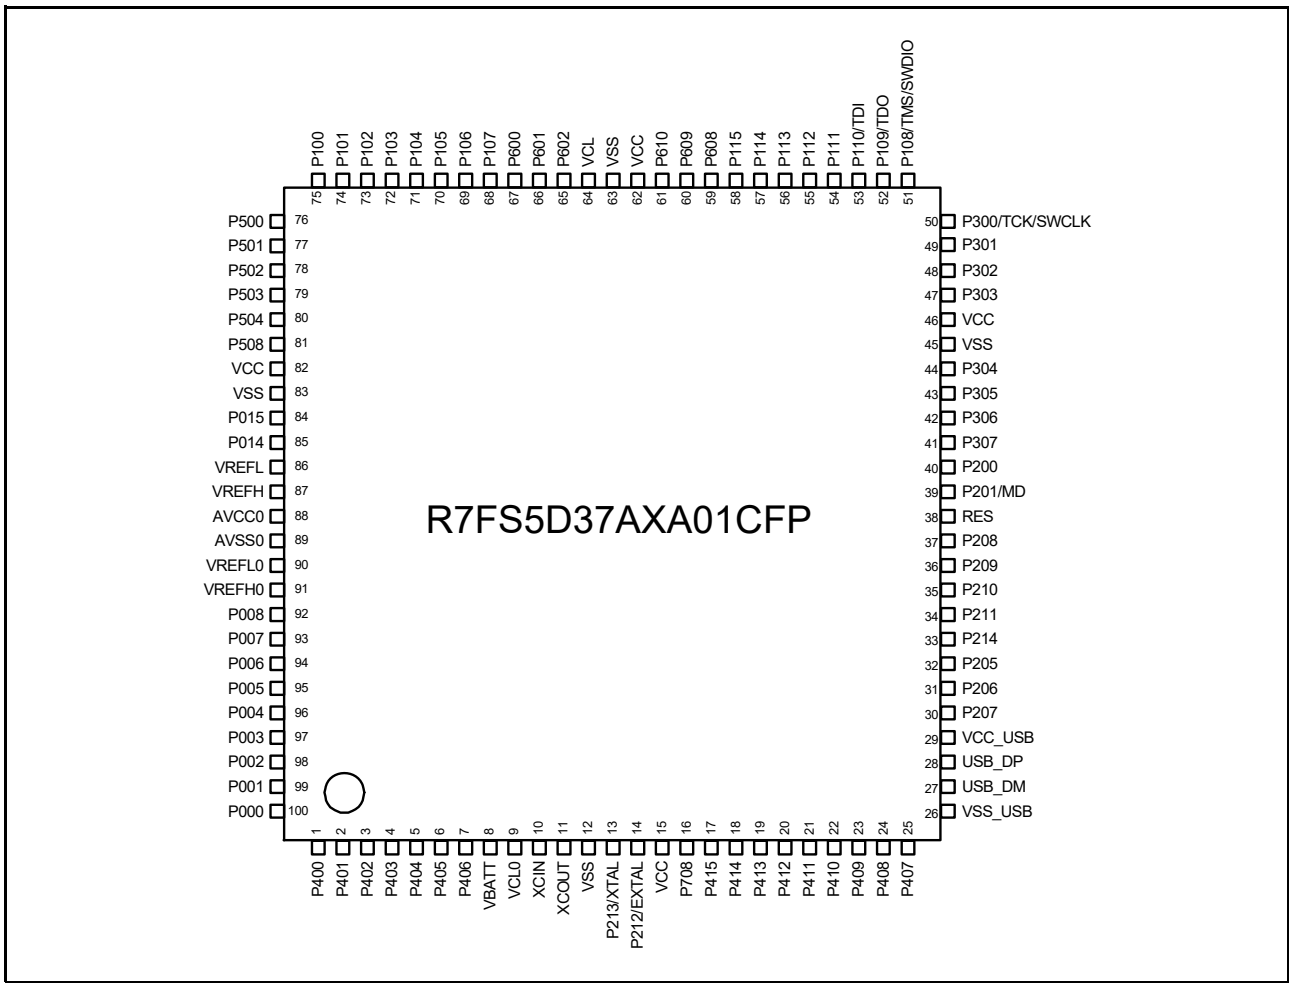 P100 P101 P102 P103 P104 P105 P106 P107 P600 P601 P602 VCL VSS VCC P610 P609 P608 P115 P114 P113 P112 P111 P110/TDI P109/TDO P108/TMS/SWDIO
75 74 73 72 71 70 69 68 67 66 65 64 63 62 61 60 59 58 57 56 55 54 53 52 51
P500 76
P501 77
P502 78
P503 79
P504 80
P508 81
VCC 82
VSS 83
P015 84
P014 85
VREFL 86
VREFH 87
AVCC0 88
AVSS0 89
VREFL0 90
VREFH0 91
P008 92
P007 93
P006 94
P005 95
P004 96
P003 97
P002 98
P001 99
P000 100
R7FS5D37AXA01CFP
50 P300/TCK/SWCLK
49 P301
48 P302
47 P303
46 VCC
45 VSS
44 P304
43 P305
42 P306
41 P307
40 P200
39 P201/MD
38 RES
37 P208
36 P209
35 P210
34 P211
33 P214
32 P205
31 P206
30 P207
29 VCC_USB
28 USB_DP
27 USB_DM
26 VSS_USB
1 2 3 4 5 6 7 8 9 10 11 12 13 14 15 16 17 18 19 20 21 22 23 24 25
P400 P401 P402 P403 P404 P405 P406 VBATT VCL0 XCIN XCOUT VSS P213/XTAL P212/EXTAL VCC P708 P415 P414 P413 P412 P411 P410 P409 P408 P407